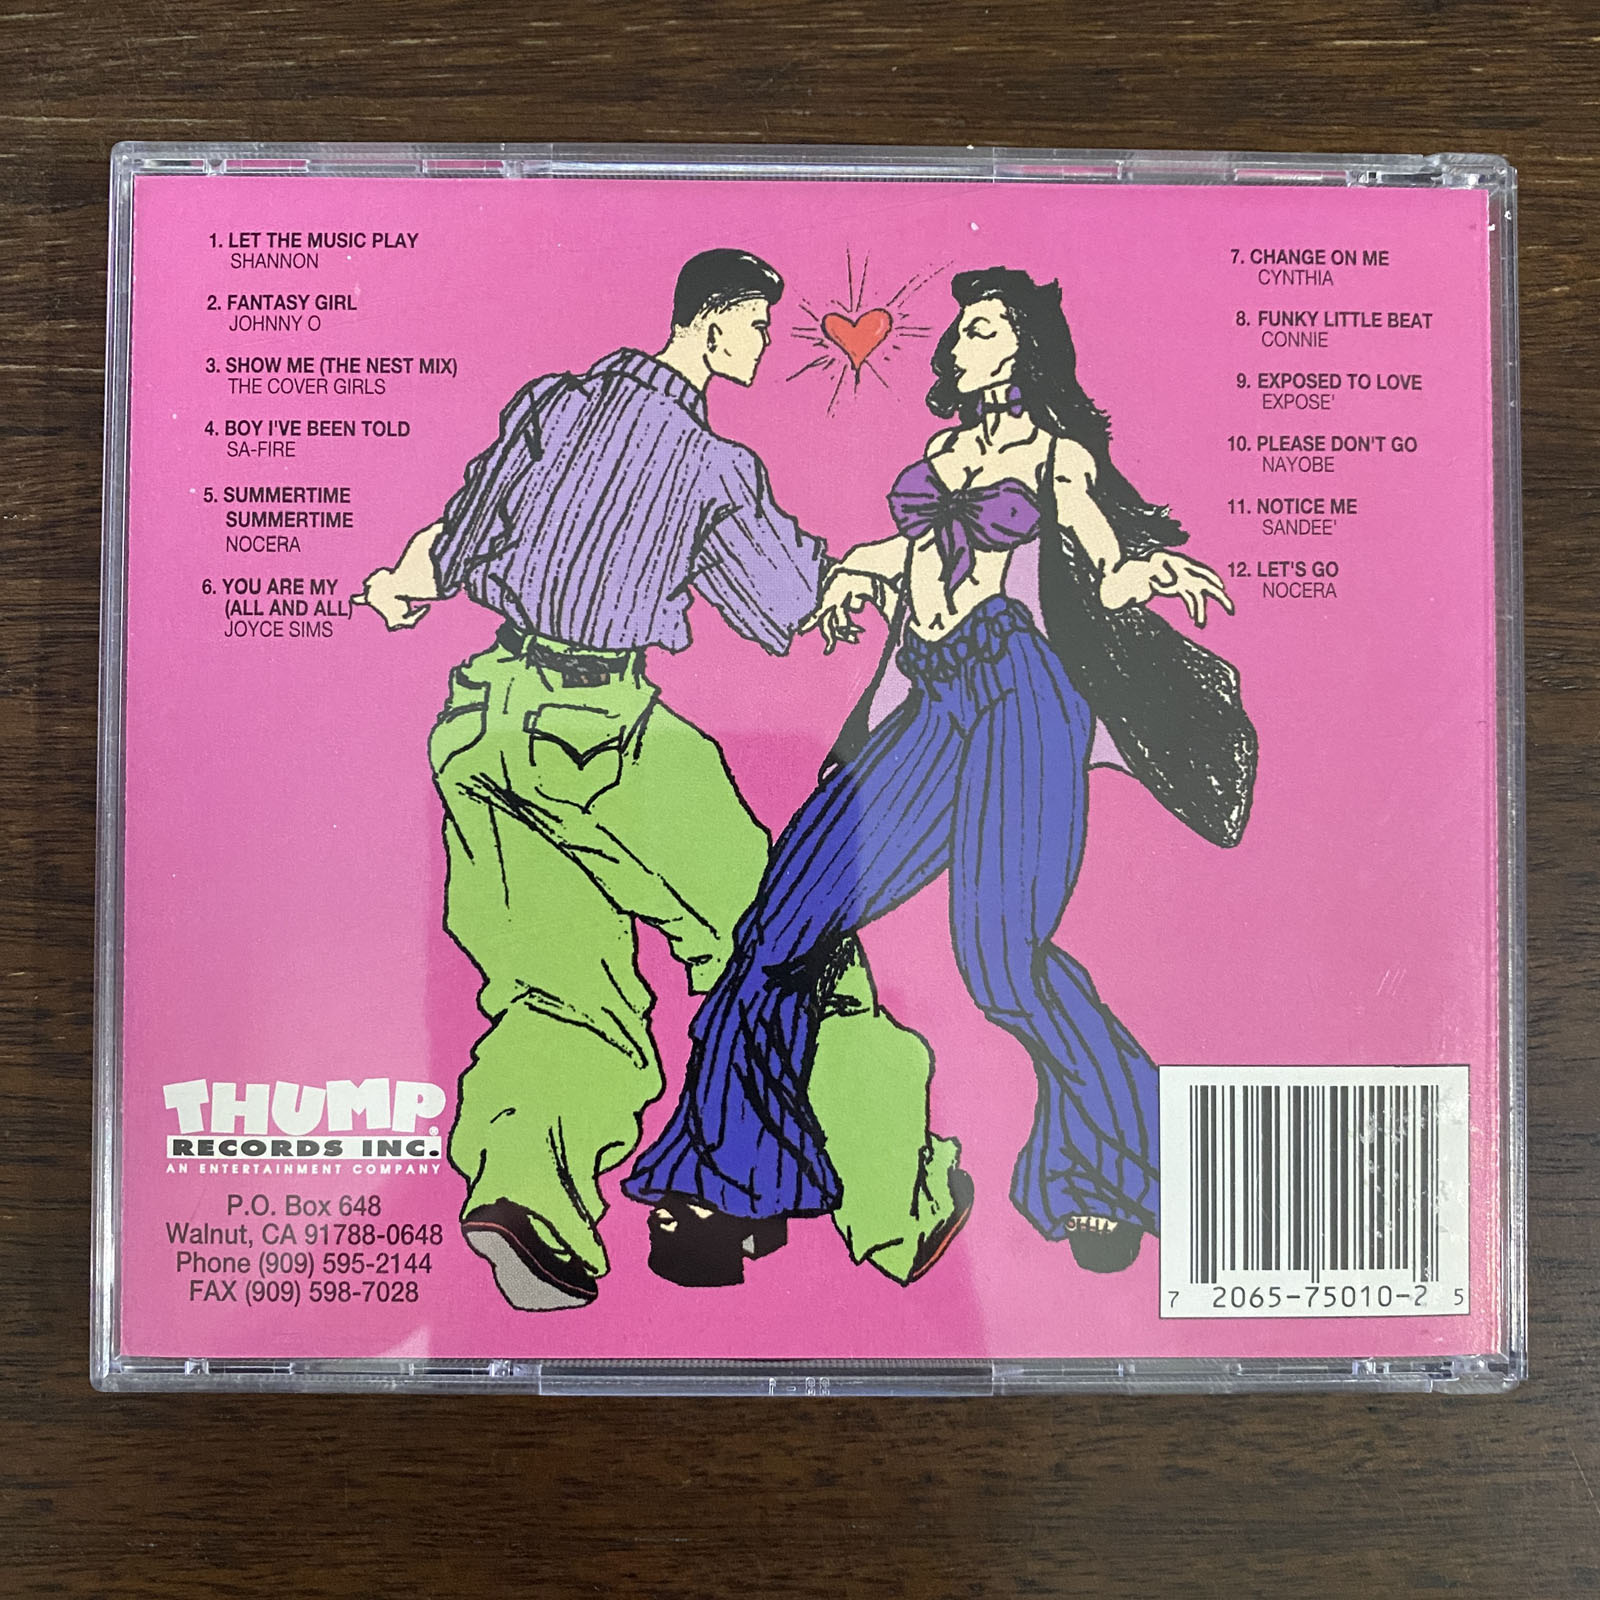 1. LET THE MUSIC PLAY
SHANNON
2. FANTASY GIRL
JOHNNY O
3. SHOW ME (THE NEST MIX)
THE COVER GIRLS
4. BOY I'VE BEEN TOLD
SA-FIRE
5. SUMMERTIME
SUMMERTIME
NOCERA
6. YOU ARE MY
(ALL AND ALL)
JOYCE SIMS
7. CHANGE ON ME
CYNTHIA
8. FUNKY LITTLE BEAT
CONNIE
9. EXPOSED TO LOVE
EXPOSE'
10. PLEASE DON'T GO
NAYOBE
11. NOTICE ME
SANDEE'
12. LET'S GO
NOCERA
THUMP®
RECORDS INC.
AN ENTERTAINMENT COMPANY
P.O. Box 648
Walnut, CA 91788-0648
Phone (909) 595-2144
FAX (909) 598-7028
7 2065-75010-2 5